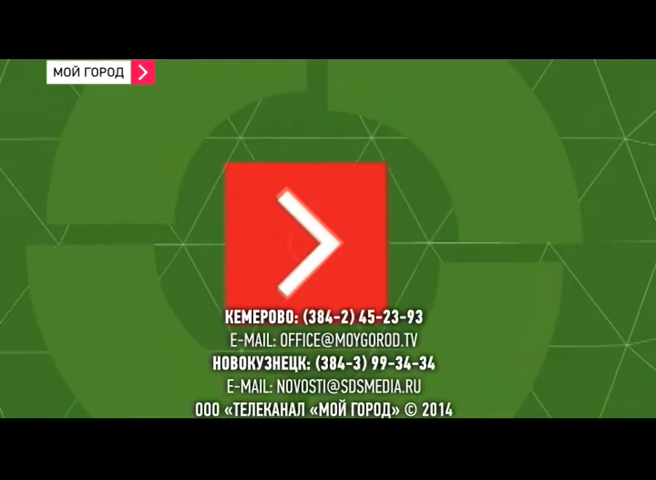 МОЙ ГОРОД
КЕМЕРОВО: (384-2) 45-23-93
E-MAIL: OFFICE@MOYGOROD.TV
НОВОКУЗНЕЦК: (384-3) 99-34-34
E-MAIL: NOVOSTI@SDSMEDIA.RU
ООО «ТЕЛЕКАНАЛ «МОЙ ГОРОД» © 2014